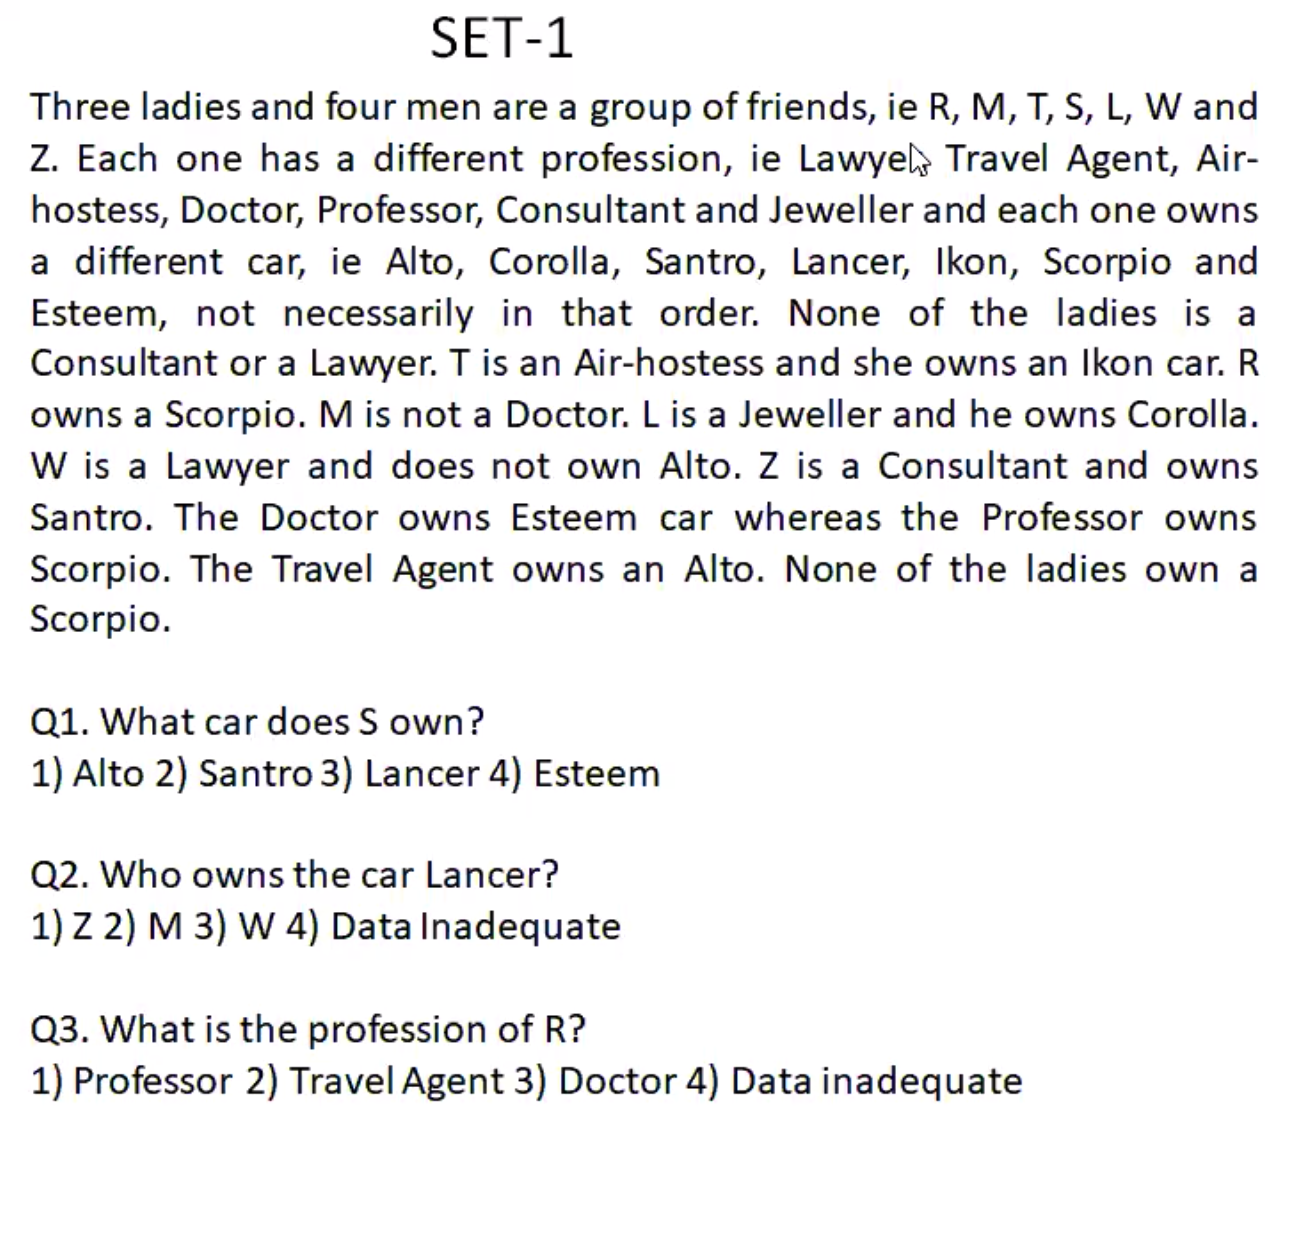 SET-1
Three ladies and four men are a group of friends, ie R, M, T, S, L, W and
Z. Each one has a different profession, ie Lawye Travel Agent, Air-
hostess, Doctor, Professor, Consultant and Jeweller and each one owns
a different car, ie Alto, Corolla, Santro, Lancer, Ikon, Scorpio and
Esteem, not necessarily in that order. None of the ladies is a
Consultant or a Lawyer. T is an Air-hostess and she owns an Ikon car. R
owns a Scorpio. M is not a Doctor. L is a Jeweller and he owns Corolla.
W is a Lawyer and does not own Alto. Z is a Consultant and owns
Santro. The Doctor owns Esteem car whereas the Professor owns
Scorpio. The Travel Agent owns an Alto. None of the ladies own a
Scorpio.
Q1. What car does S own?
1) Alto 2) Santro 3) Lancer 4) Esteem
Q2. Who owns the car Lancer?
1) Z 2) M 3) W 4) Data Inadequate
Q3. What is the profession of R?
1) Professor 2) Travel Agent 3) Doctor 4) Data inadequate